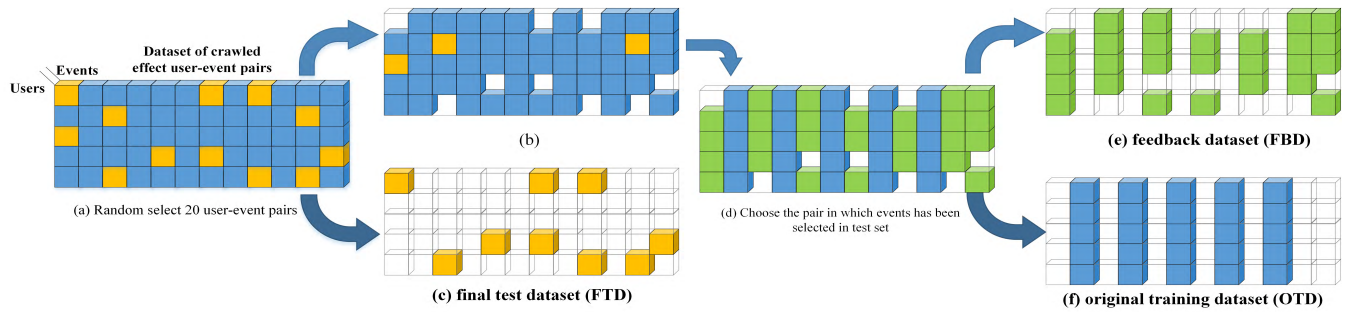 Dataset of crawled
effect user-event pairs
Events
Users
(a) Random select 20 user-event pairs
(b)
(c) final test dataset (FTD)
(d) Choose the pair in which events has been
selected in test set
(e) feedback dataset (FBD)
(f) original training dataset (OTD)